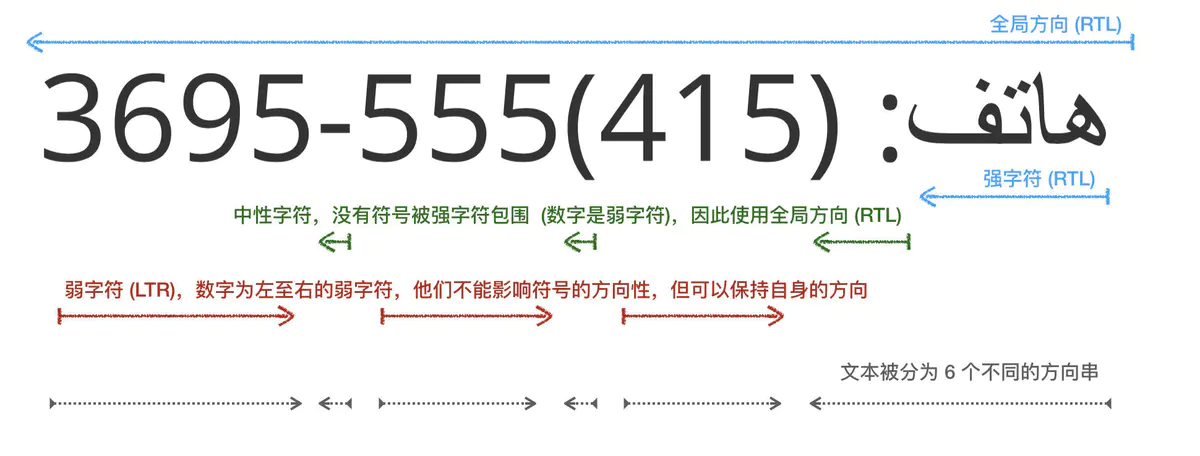 全局方向 (RTL)
هاتف: (415)555-3695
强字符 (RTL)
中性字符，没有符号被强字符包围 (数字是弱字符)，因此使用全局方向 (RTL)
弱字符 (LTR)，数字为左至右的弱字符，他们不能影响符号的方向性，但可以保持自身的方向
文本被分为 6 个不同的方向串